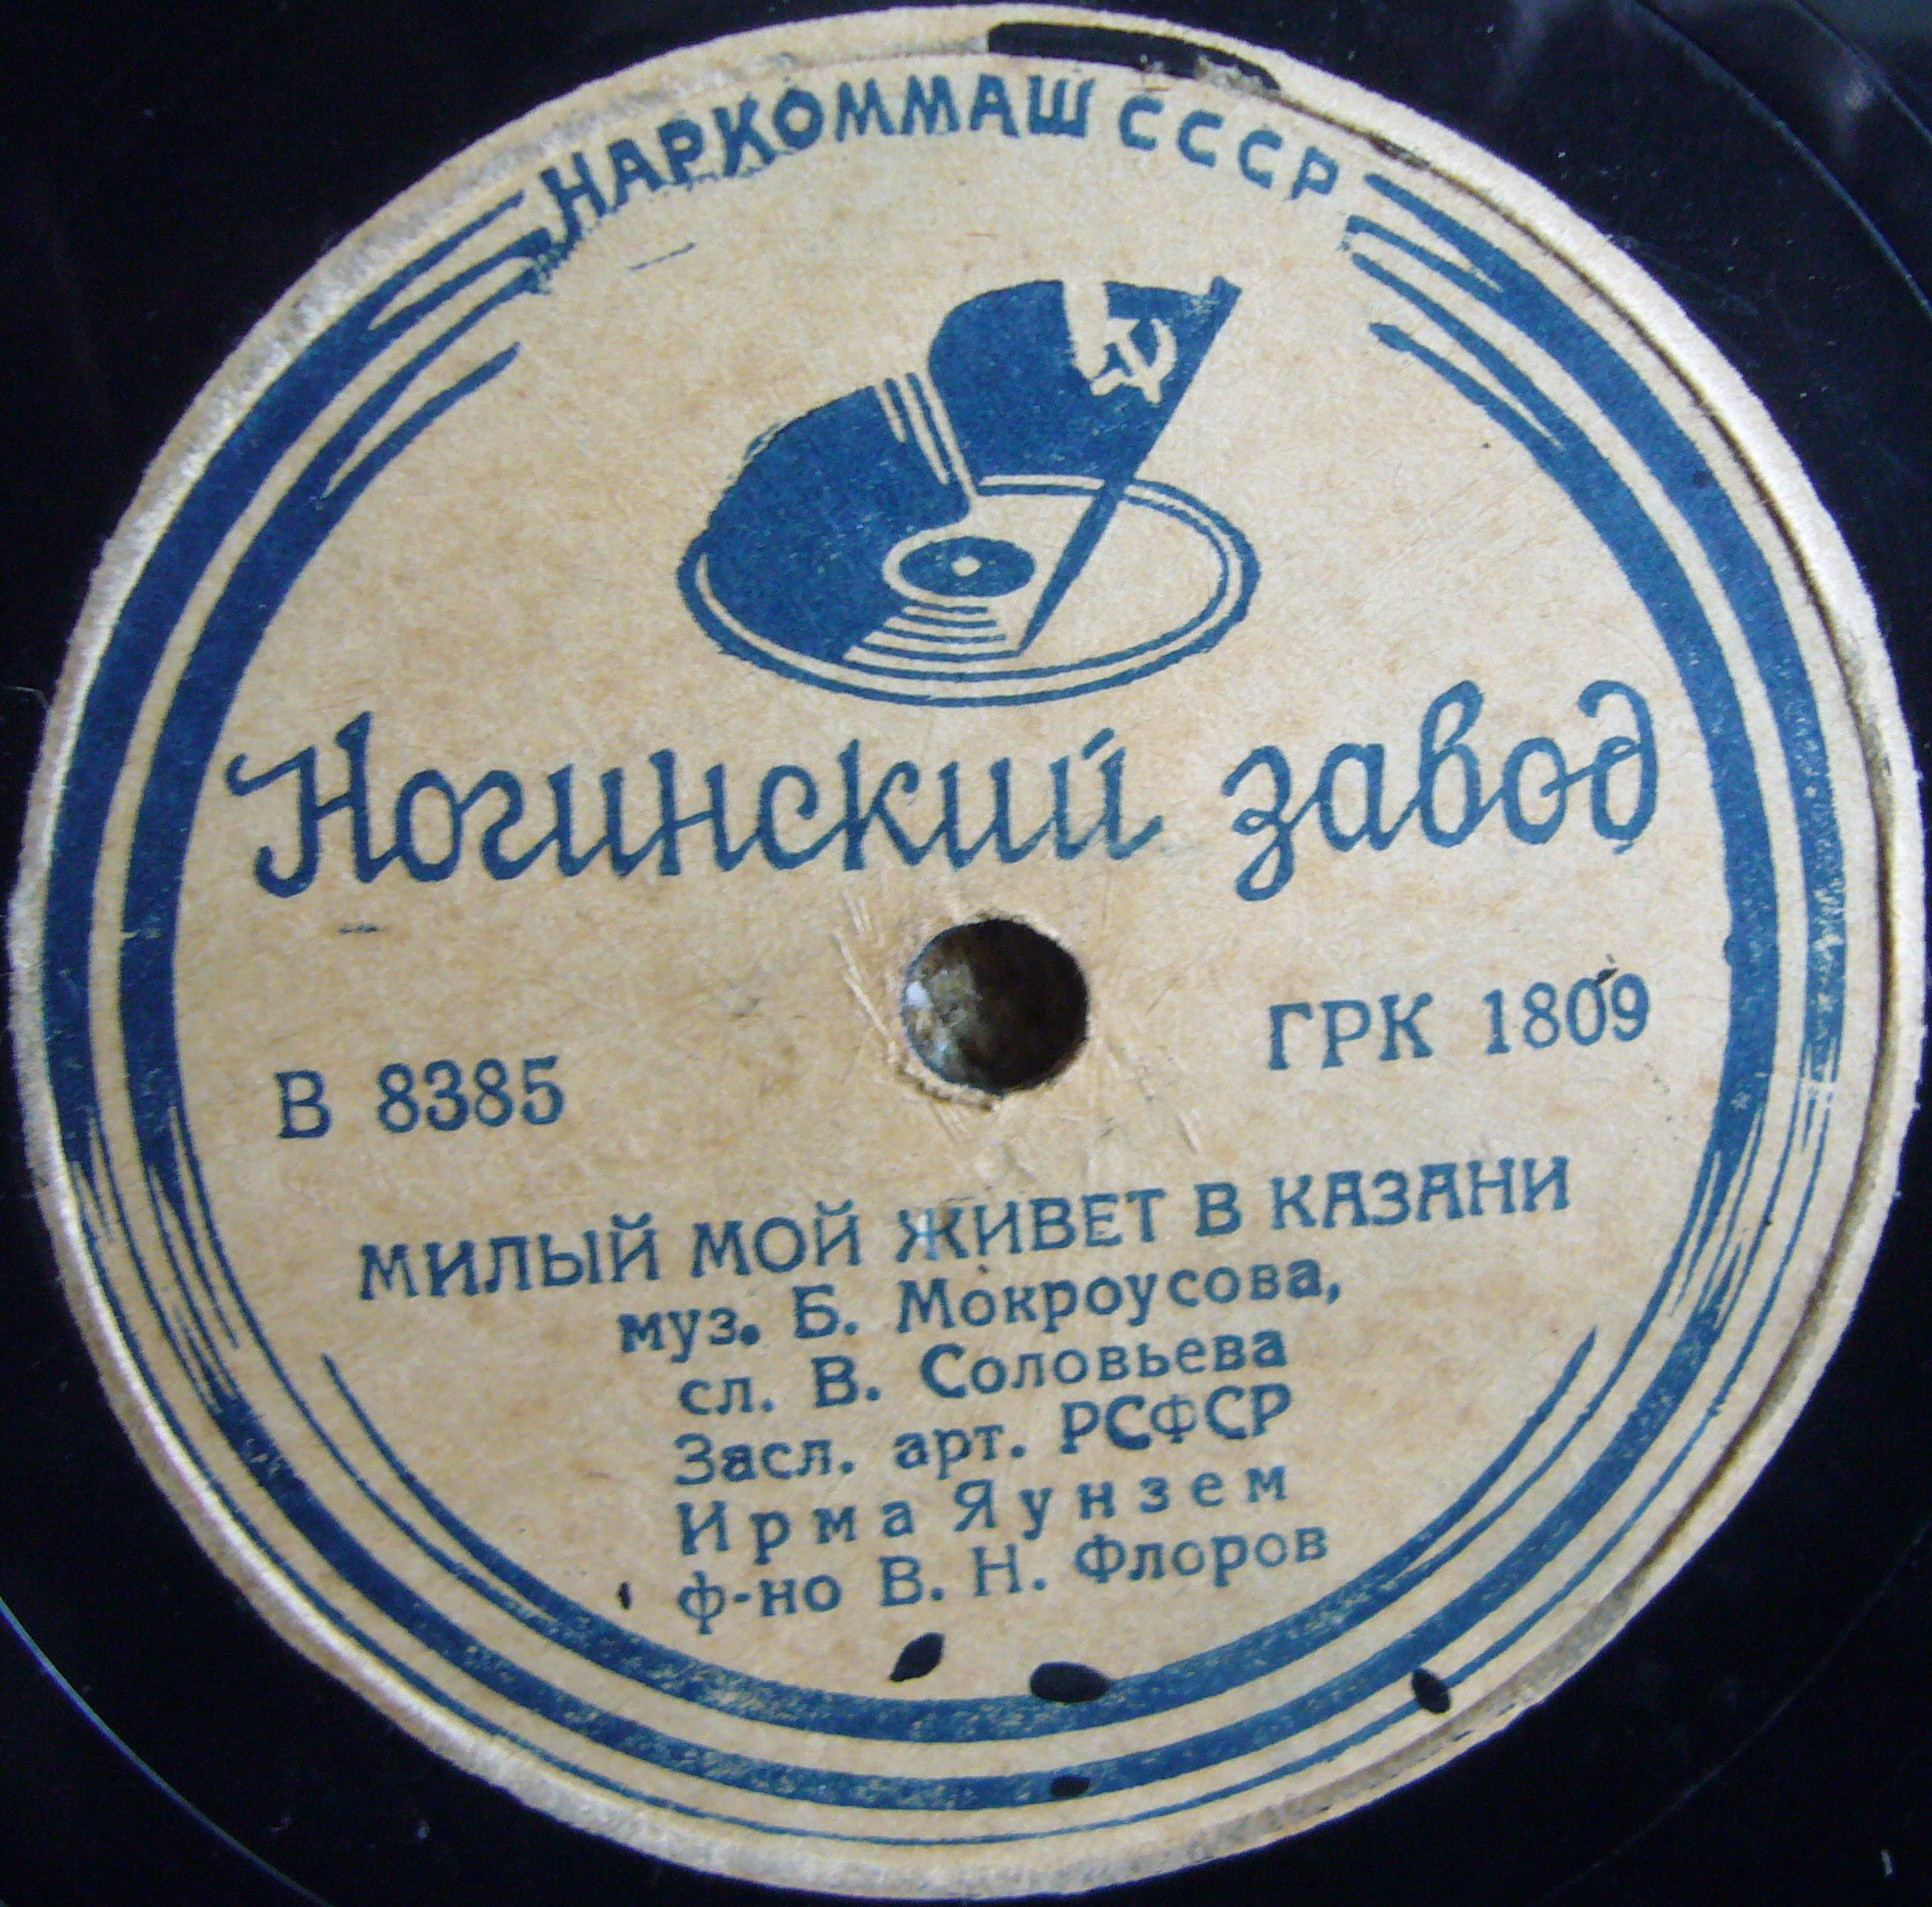 НАРКОММАШ СССР
Ногинский завод
ГРК 1809
В 8385
МИЛЫЙ МОЙ ЖИВЕТ В КАЗАНИ
муз. Б. Мокроусова,
сл. В. Соловьева
Засл. арт. РСФСР
Ирма Яунзем
ф-но В. Н. Флоров